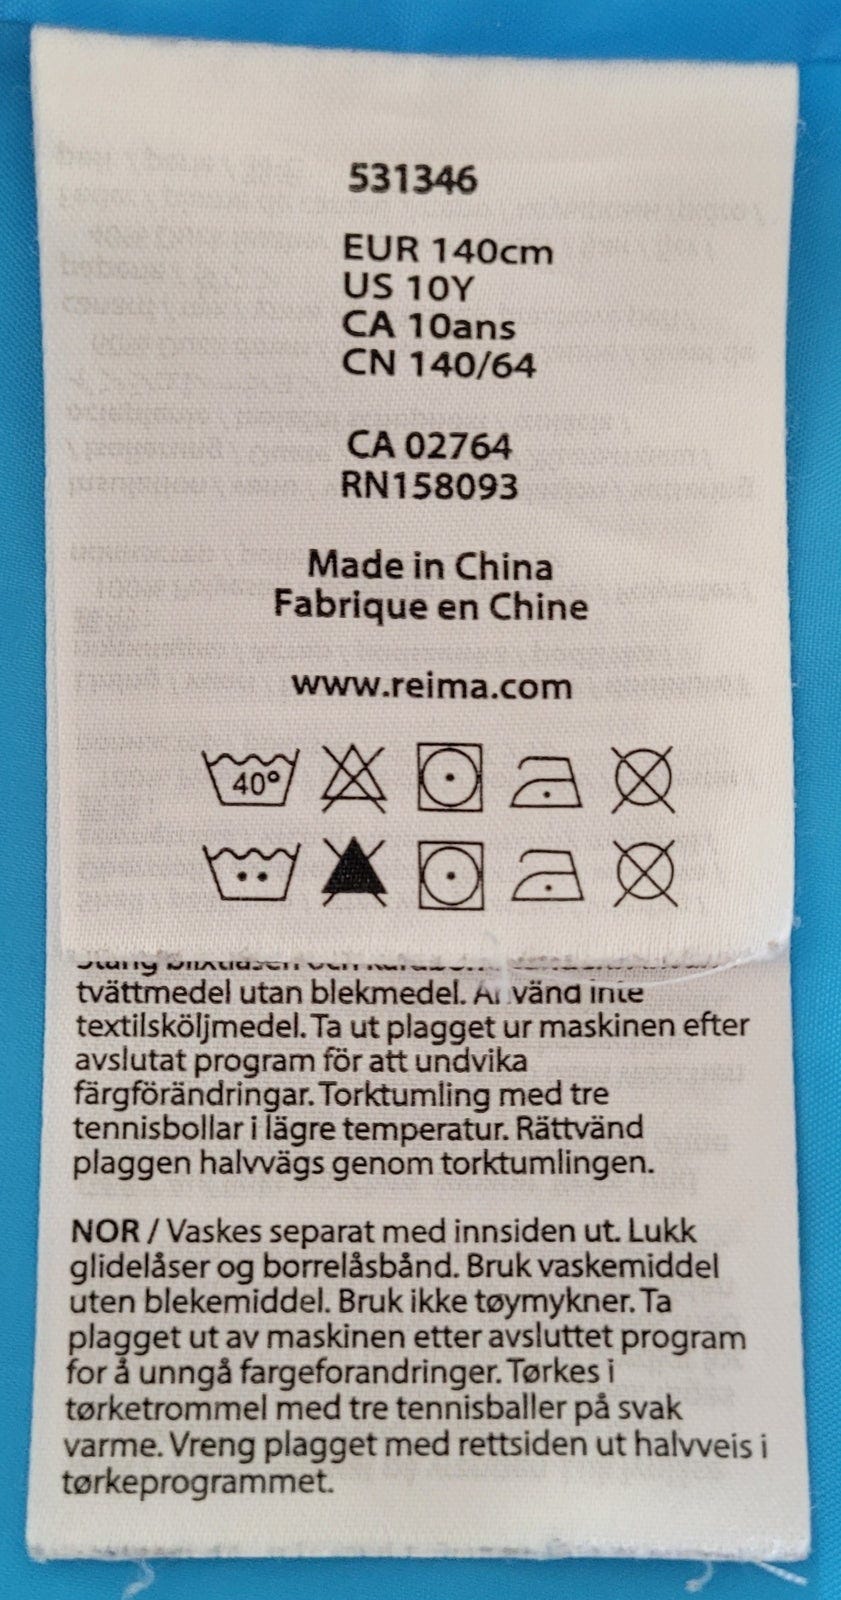 531346
EUR 140cm
US 10Y
CA 10ans
CN 140/64
CA 02764
RN158093
Made in China
Fabrique en Chine
www.reima.com
40°
tvättmedel utan blekmedel. Använd inte
textilsköljmedel. Ta ut plagget ur maskinen efter
avslutat program för att undvika
färgförändringar. Torktumling med tre
tennisbollar i lägre temperatur. Rättvänd
plaggen halvvägs genom torktumlingen.
NOR / Vaskes separat med innsiden ut. Lukk
glidelåser og borrelåsbånd. Bruk vaskemiddel
uten blekemiddel. Bruk ikke tøymykner. Ta
plagget ut av maskinen etter avsluttet program
for å unngå fargeforandringer. Tørkes i
tørketrommel med tre tennisballer på svak
varme. Vreng plagget med rettsiden ut halvveis i
tørkeprogrammet.